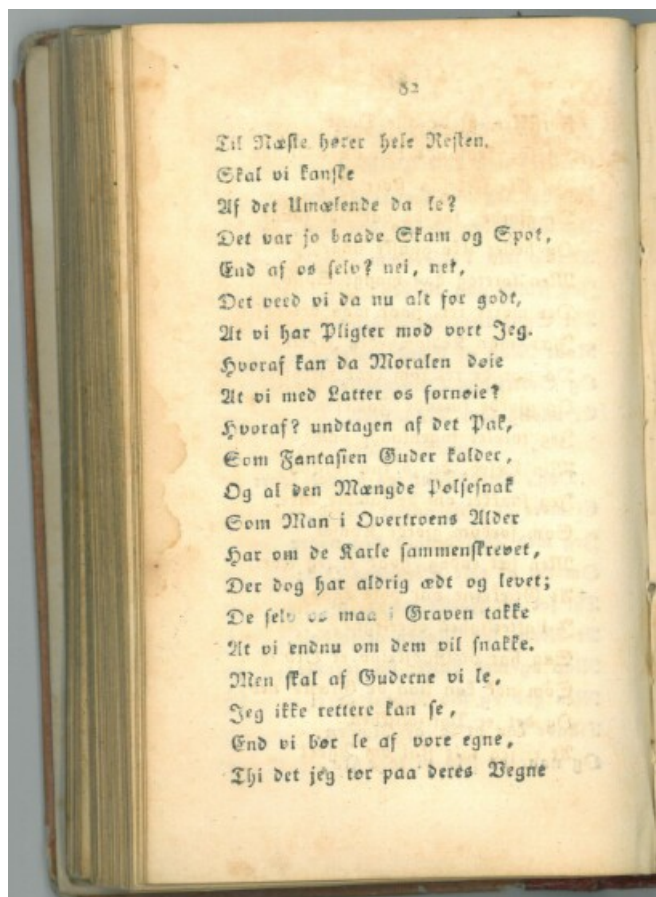 82
Til Næste hører hele Resten.
Skal vi kanske
Af det Umælende da le?
Det var jo baade Skam og Spot,
End af os selv? nei, nei,
Det veed vi da nu alt for godt,
At vi har Pligter mod vort Jeg.
Hvoraf kan da Moralen døie
At vi med Latter os fornøie?
Hvoraf? undtagen af det Pak,
Som Fantasien Guder kalder,
Og al den Mængde Pølsesnak
Som Man i Overtroens Alder
Har om de Karle sammenskrevet,
Der dog har aldrig ædt og levet;
De selv os maa i Graven takke
At vi endnu om dem vil snakke.
Men skal af Guderne vi le,
Jeg ikke rettere kan se,
End vi bør le af vore egne,
Thi det jeg tør paa deres Vegne